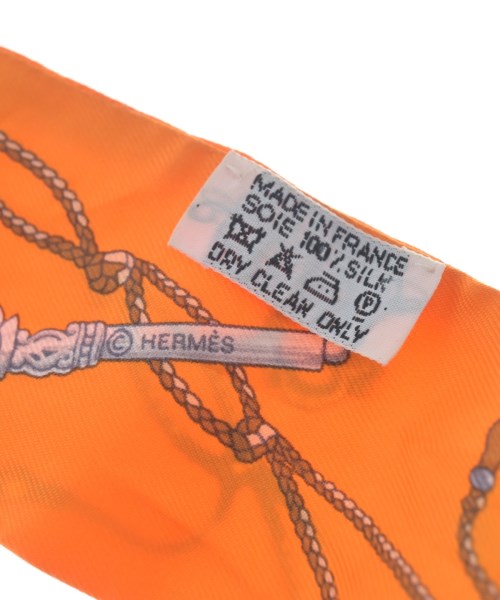 MADE IN FRANCE
SOIE 100% SILK
P
DRY CLEAN ONLY
© HERMÈS